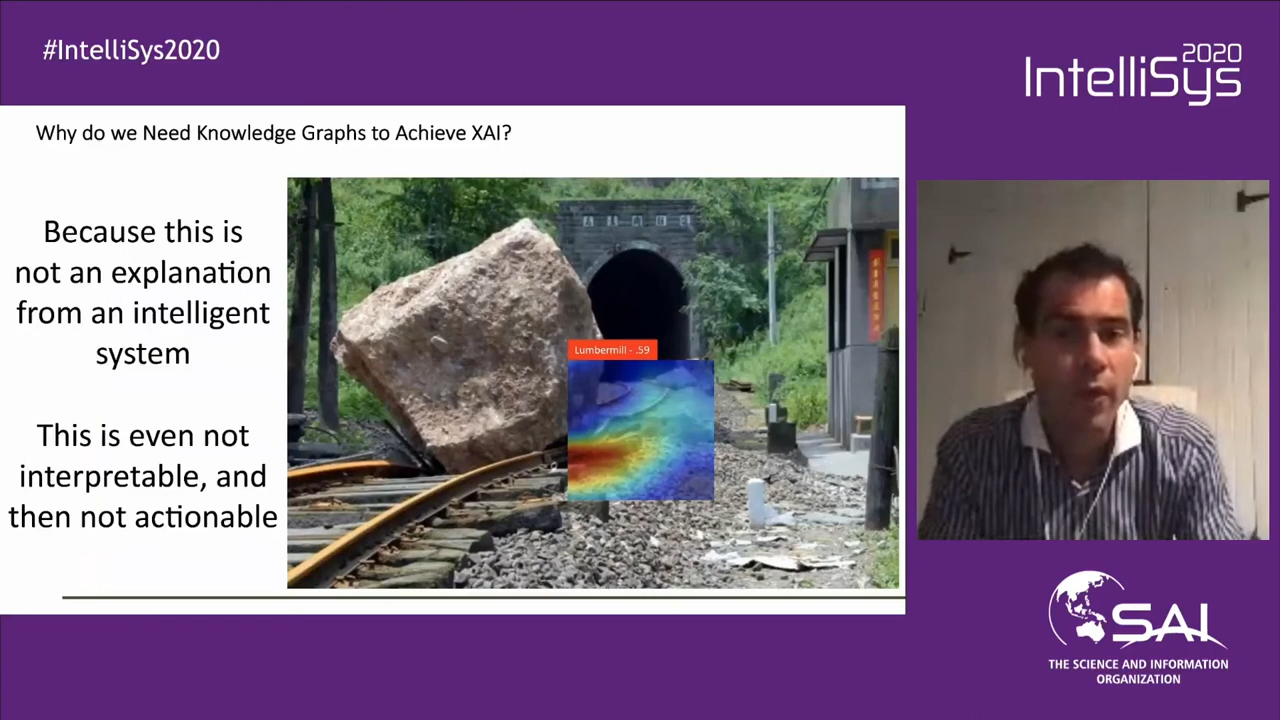 #IntelliSys2020
2020
IntelliSys
Why do we Need Knowledge Graphs to Achieve XAI?
Because this is
not an explanation
from an intelligent
system
This is even not
interpretable, and
then not actionable
Lumbermill - .59
SAI
THE SCIENCE AND INFORMATION
ORGANIZATION